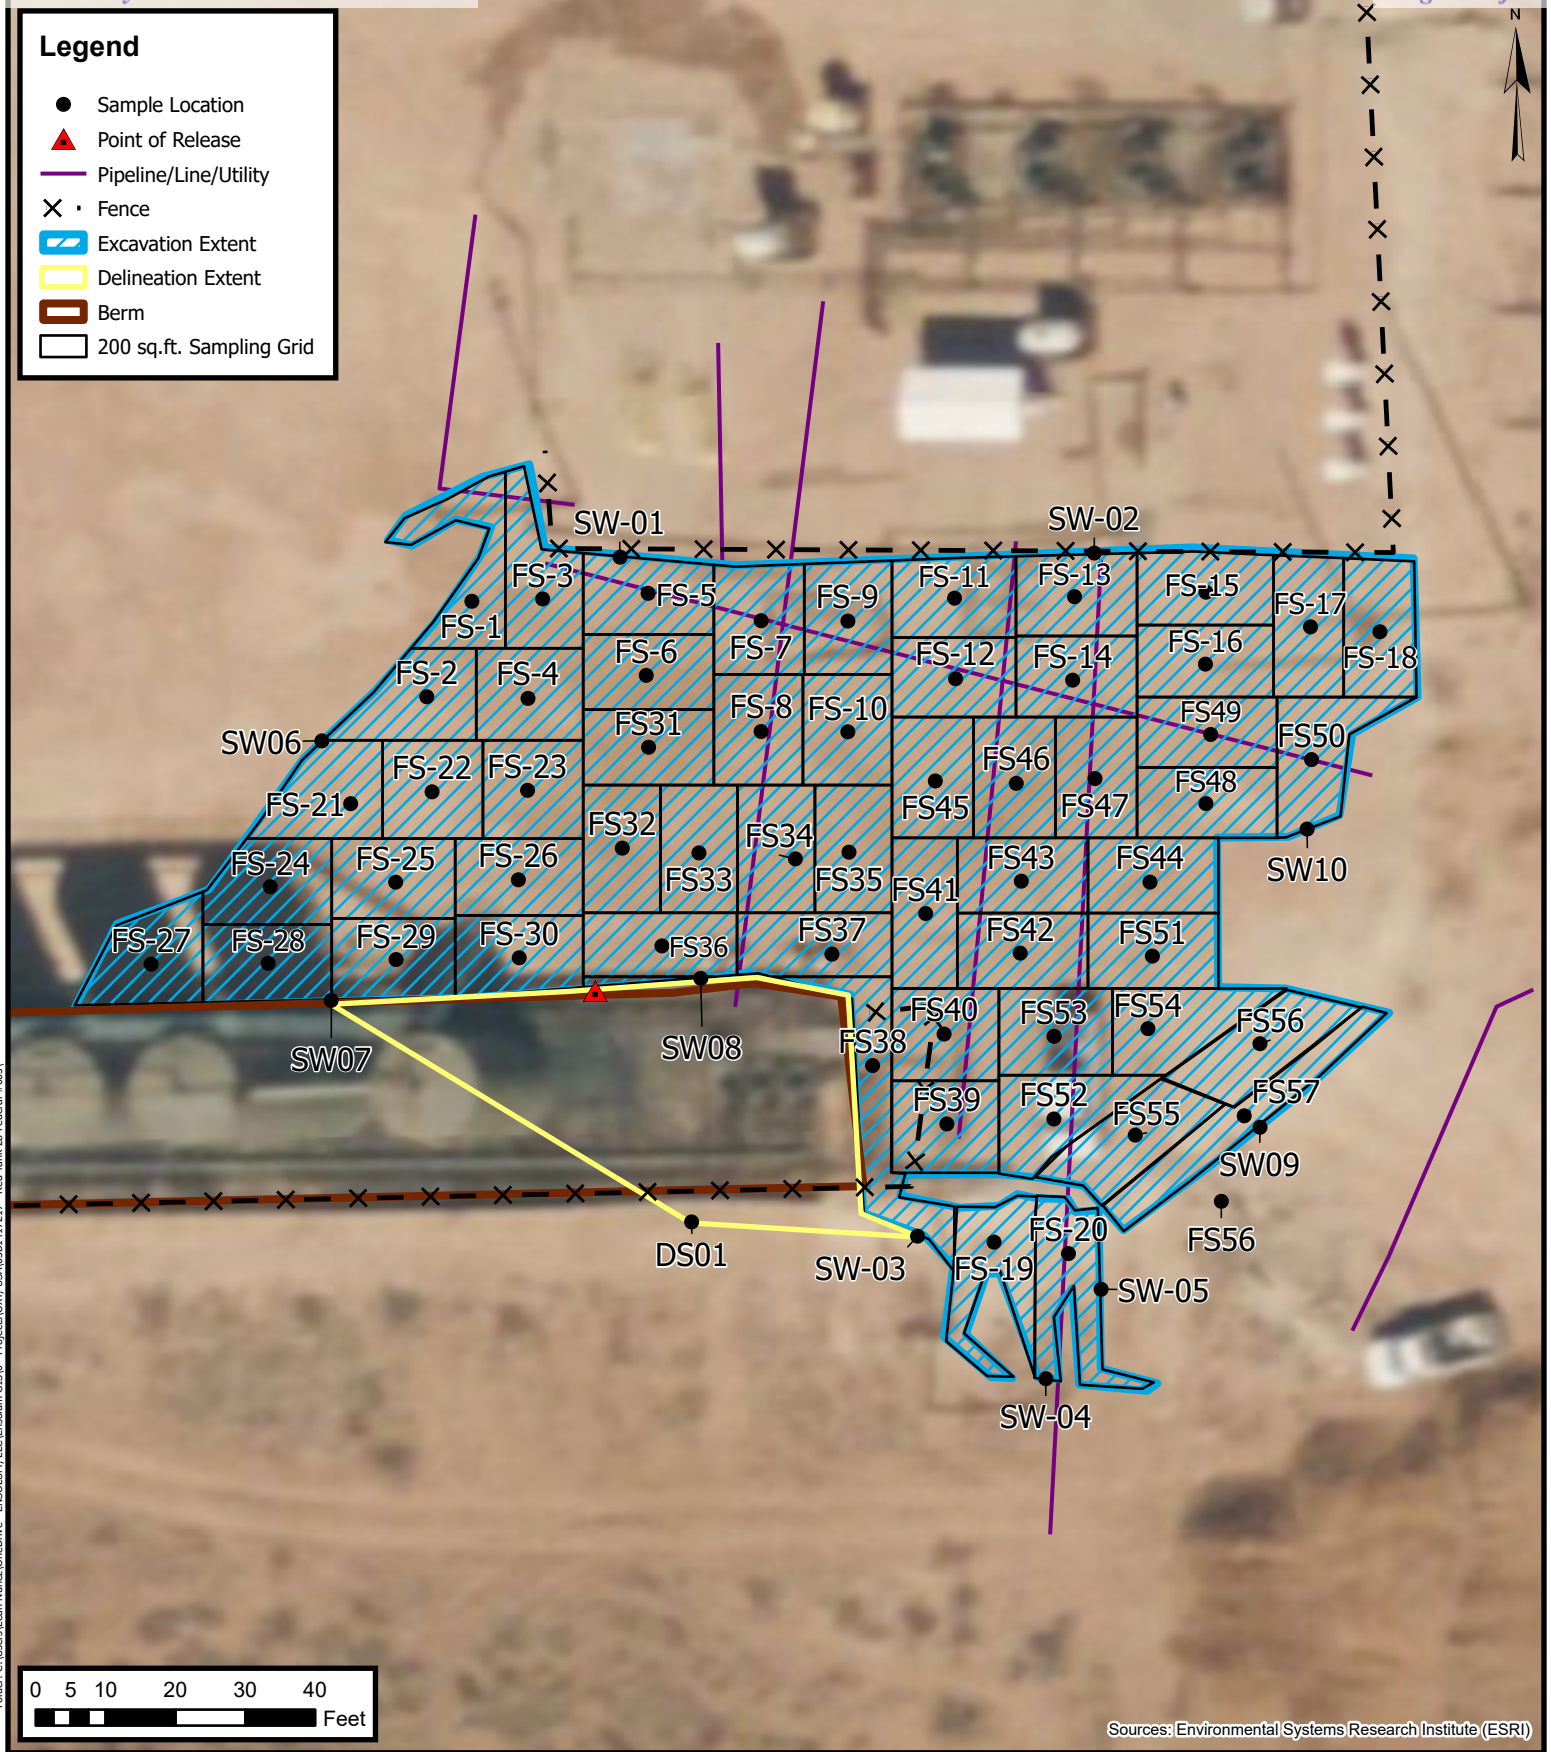 Legend
Sample Location
Point of Release
Pipeline/Line/Utility
Fence
Excavation Extent
Delineation Extent
Berm
200 sq.ft. Sampling Grid
N
SW-01
SW-02
FS-1
FS-3
FS-5
FS-7
FS-9
FS-11
FS-13
FS-15
FS-17
FS-18
FS-2
FS-4
FS-6
FS-8
FS-10
FS-12
FS-14
FS-16
SW06
FS-21
FS-22
FS-23
FS31
FS45
FS46
FS47
FS49
FS48
FS50
SW10
FS-24
FS-25
FS-26
FS32
FS33
FS34
FS35
FS41
FS43
FS44
FS-27
FS-28
FS-29
FS-30
FS36
FS37
FS42
FS51
SW07
SW08
FS38
FS40
FS53
FS54
FS56
FS39
FS52
FS55
FS57
SW09
DS01
SW-03
FS-19
FS-20
FS56
SW-05
SW-04
0 5 10 20 30 40
Feet
Sources: Environmental Systems Research Institute (ESRI)